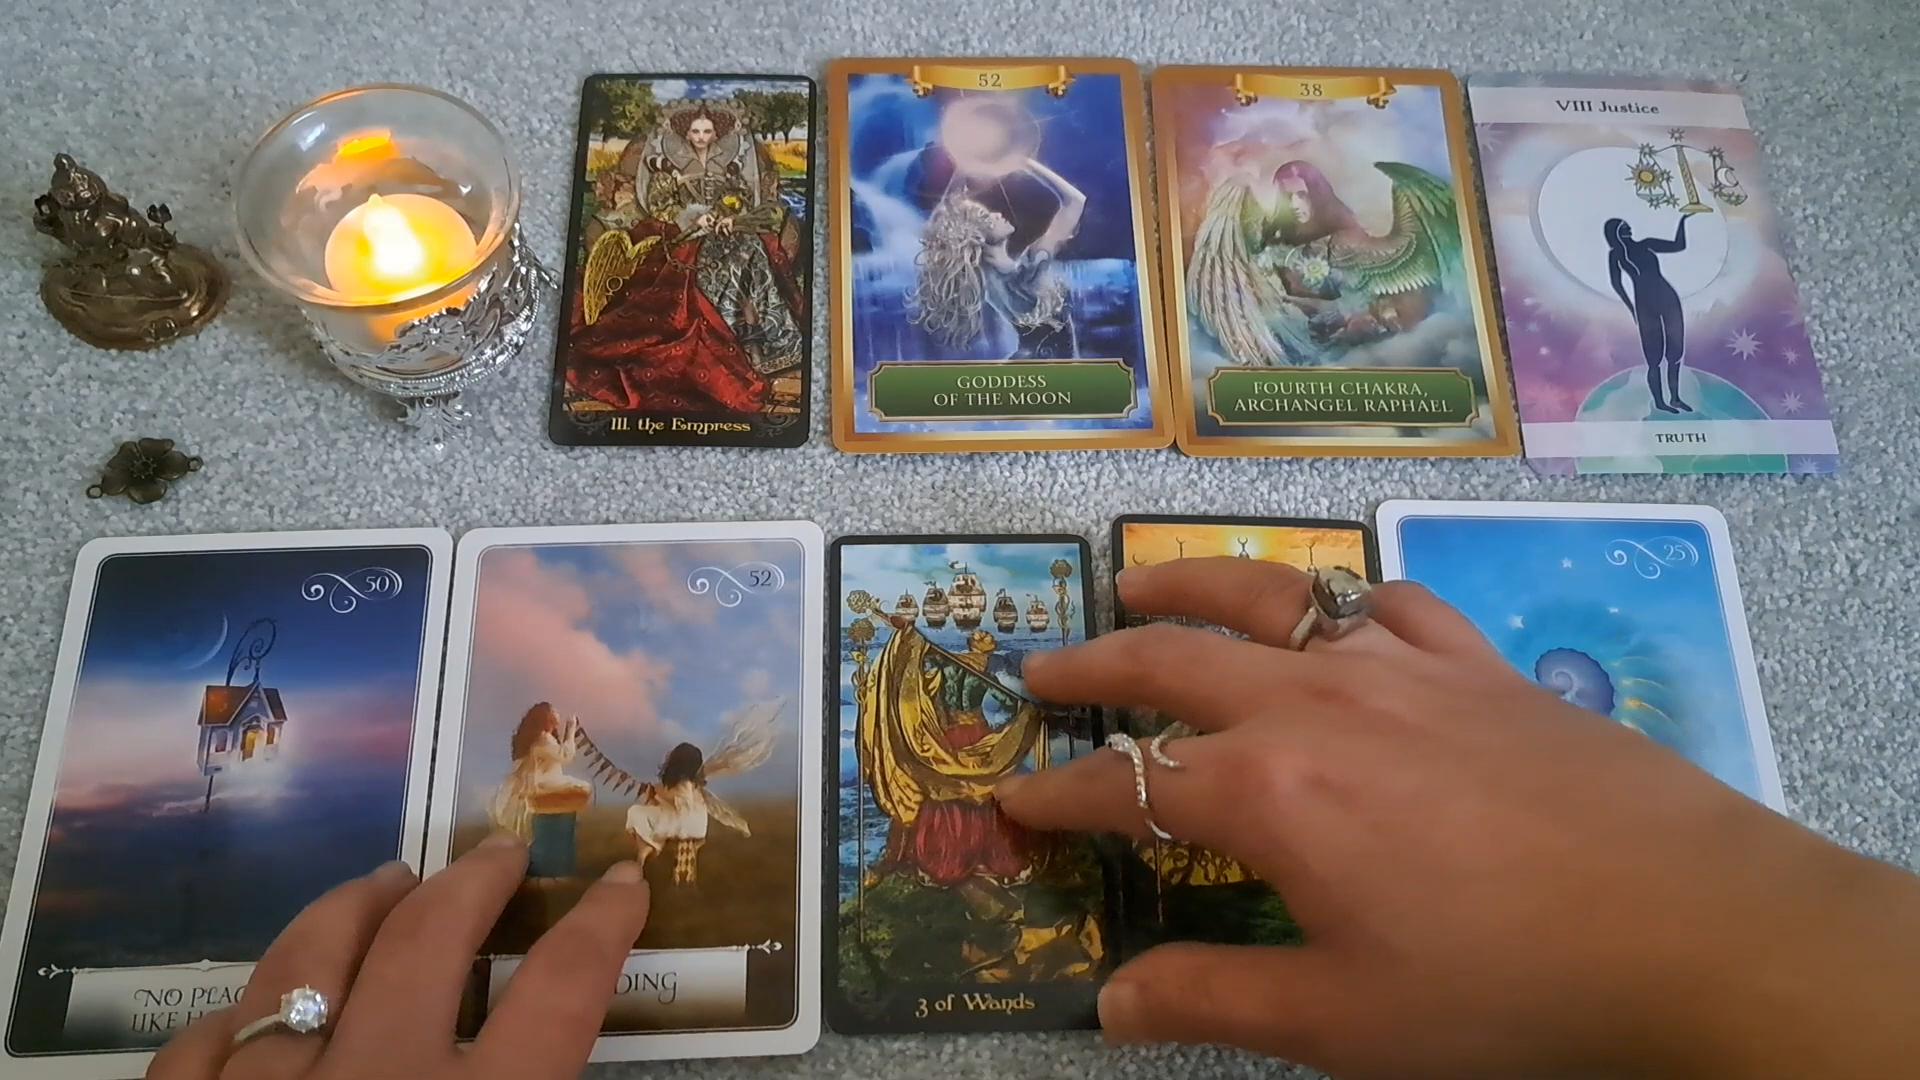 III. the Empress
52
GODDESS
OF THE MOON
38
FOURTH CHAKRA,
ARCHANGEL RAPHAEL
VIII Justice
TRUTH
50
NO
52
3 of Wands
25